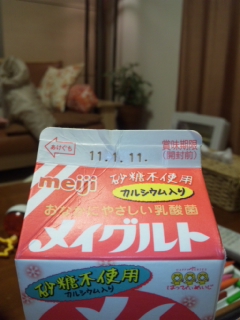 あけぐち
賞味期限
(開封前)
11.1.11.
meiji
砂糖不使用
カルシウム入り
おなかにやさしい乳酸菌
メイグルト
砂糖不使用
カルシウム入り